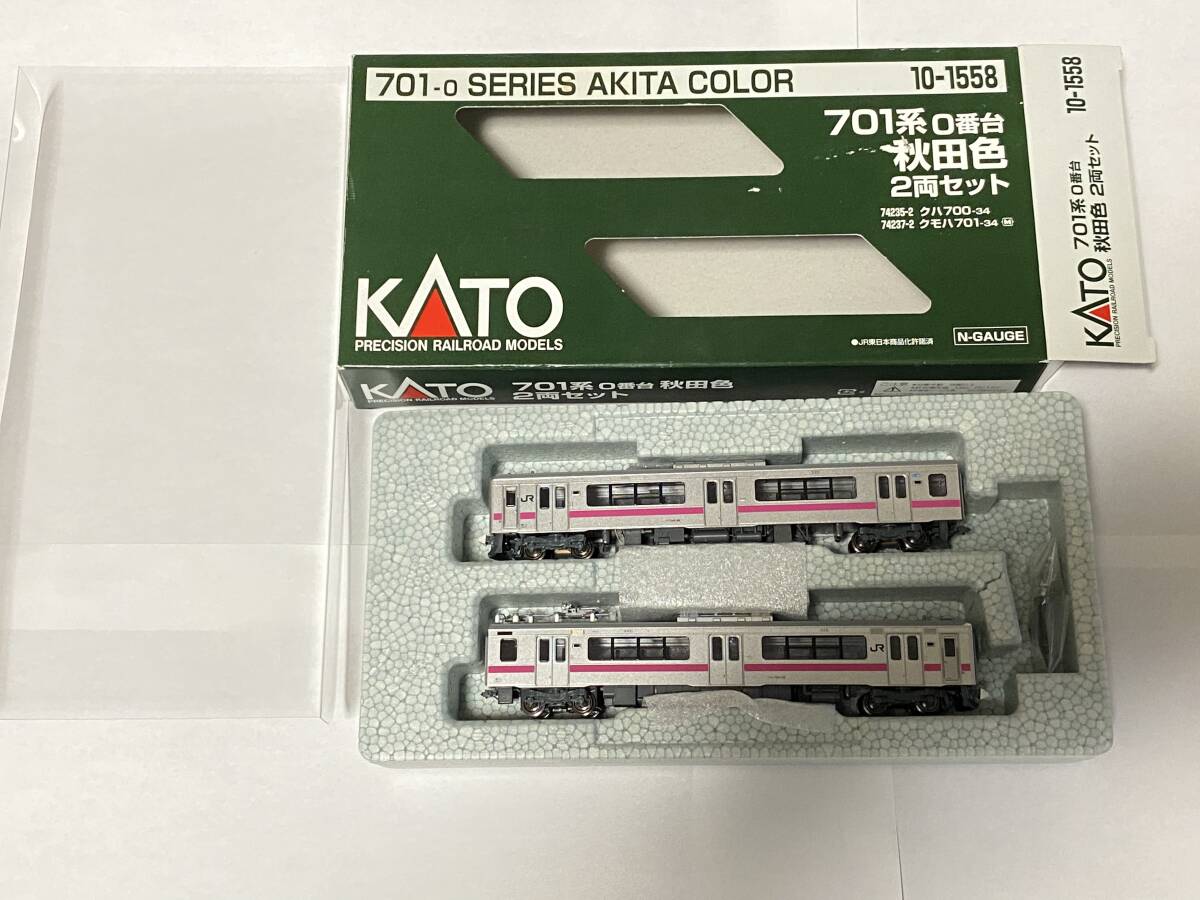 701-0 SERIES AKITA COLOR
10-1558
701系 0番台
秋田色
2両セット
74235-2 クハ700-34
74237-2 クモハ701-34 M
KATO
PRECISION RAILROAD MODELS
●JR東日本商品化許諾済
N-GAUGE
10-1558
701系 0番台
秋田色 2両セット
KATO
PRECISION RAILROAD MODELS
KATO
PRECISION RAILROAD MODELS
701系 0番台 秋田色
2両セット
JR
JR